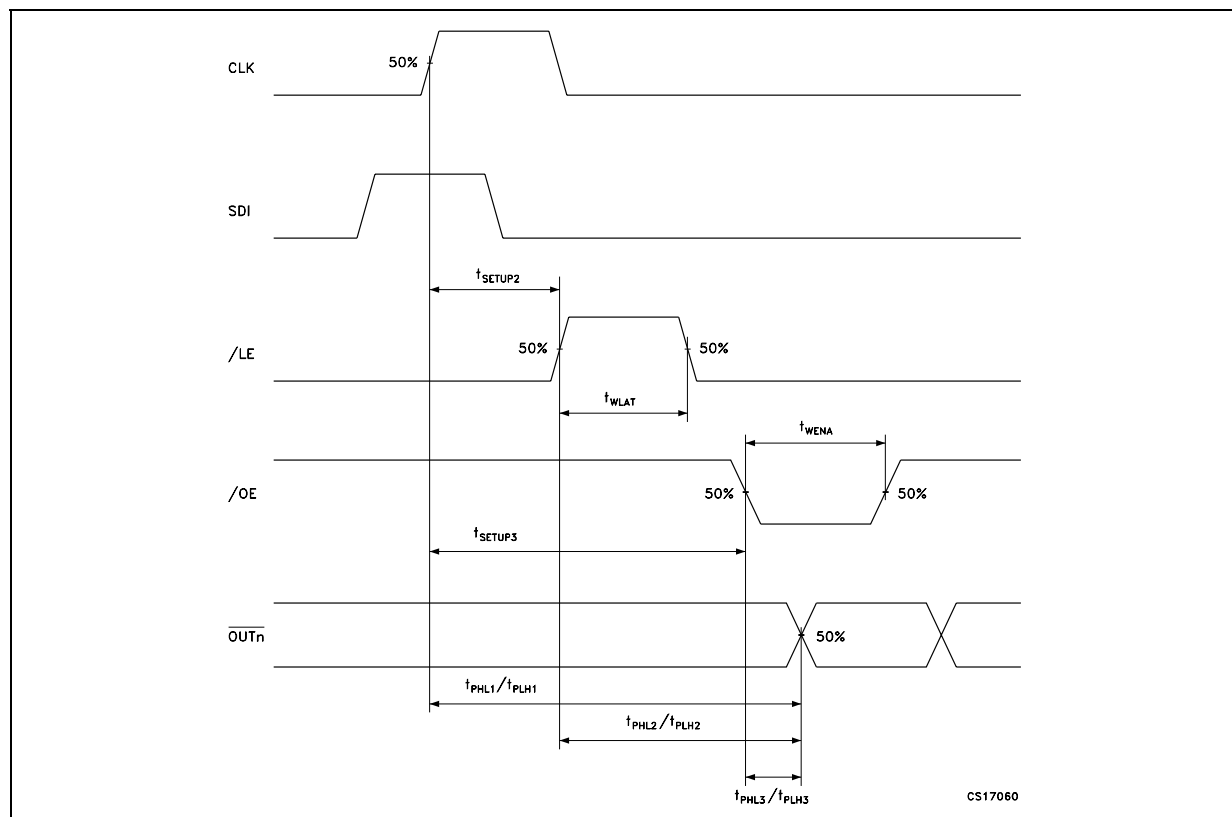 CLK
50%
SDI
tSETUP2
/LE
50%
50%
tWLAT
tWENA
/OE
50%
50%
tSETUP3
OUTn
50%
tPHL1/tPLH1
tPHL2/tPLH2
tPHL3/tPLH3
CS17060